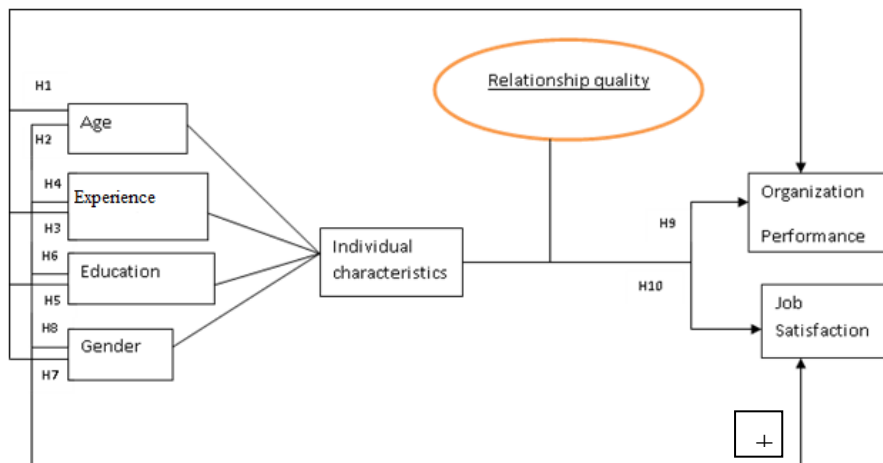 Relationship quality
H1
Age
H2
H4
Experience
H3
H6
Education
H5
H8
Gender
H7
Individual
characteristics
H9
H10
Organization
Performance
Job
Satisfaction
+